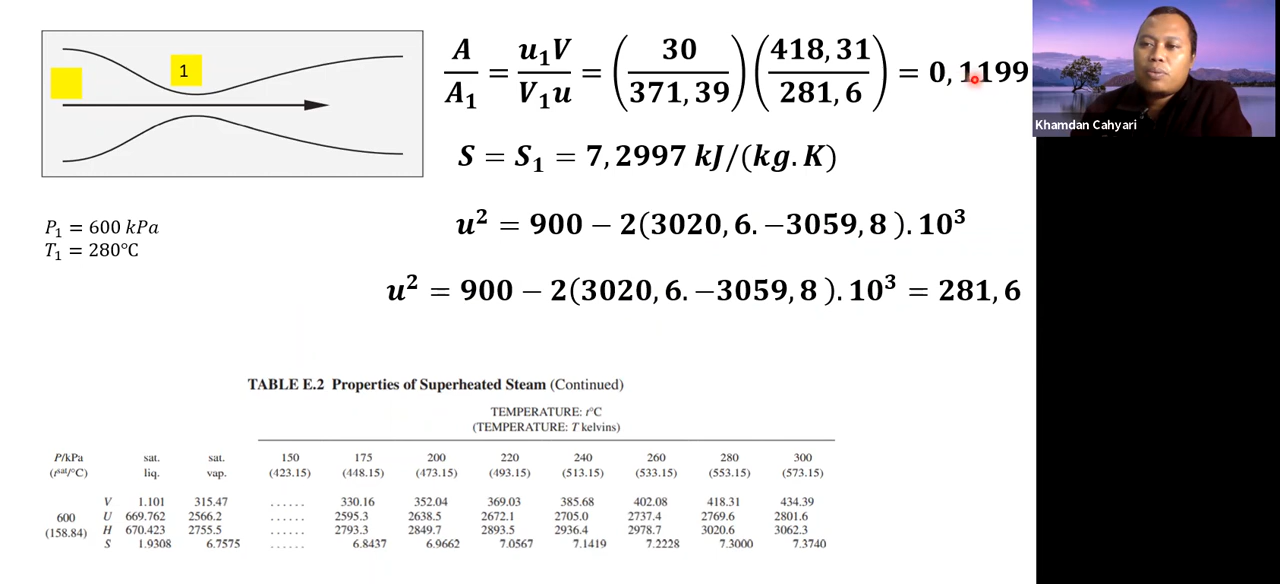 1
A/A₁ = u₁V/V₁u = (30/371,39)(418,31/281,6) = 0,1199
S = S₁ = 7,2997 kJ/(kg.K)
P₁ = 600 kPa
T₁ = 280°C
u² = 900 − 2(3020,6.−3059,8 ).10³
u² = 900 − 2(3020,6.−3059,8 ).10³ = 281,6
Khamdan Cahyari
TABLE E.2 Properties of Superheated Steam (Continued)
TEMPERATURE: t°C
(TEMPERATURE: T kelvins)
P/kPa sat. sat. 150 175 200 220 240 260 280 300
(tsat/°C) liq. vap. (423.15) (448.15) (473.15) (493.15) (513.15) (533.15) (553.15) (573.15)
V 1.101 315.47 ...... 330.16 352.04 369.03 385.68 402.08 418.31 434.39
600 U 669.762 2566.2 ...... 2595.3 2638.5 2672.1 2705.0 2737.4 2769.6 2801.6
(158.84) H 670.423 2755.5 ...... 2793.3 2849.7 2893.5 2936.4 2978.7 3020.6 3062.3
S 1.9308 6.7575 ...... 6.8437 6.9662 7.0567 7.1419 7.2228 7.3000 7.3740